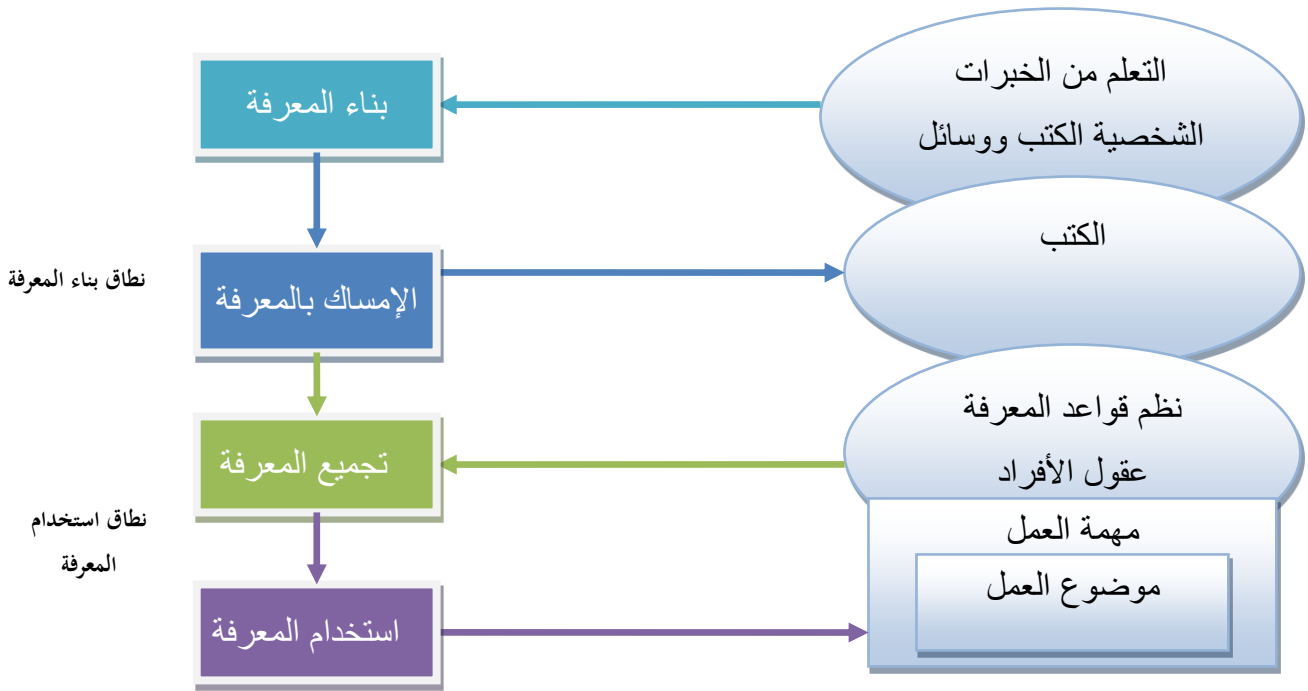 التعلم من الخبرات
الشخصية الكتب ووسائل
بناء المعرفة
الكتب
الإمساك بالمعرفة
نطاق بناء المعرفة
نظم قواعد المعرفة
عقول الأفراد
تجميع المعرفة
نطاق استخدام
المعرفة
مهمة العمل
موضوع العمل
استخدام المعرفة